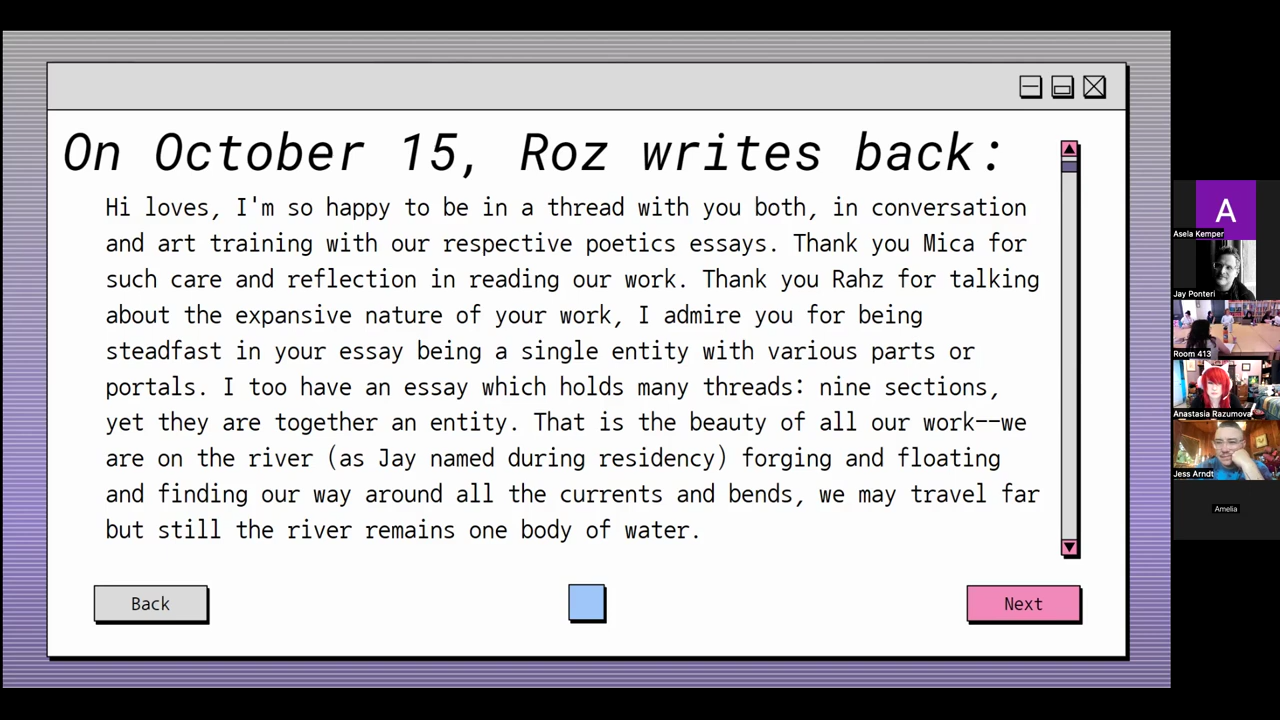 On October 15, Roz writes back:
Hi loves, I'm so happy to be in a thread with you both, in conversation
and art training with our respective poetics essays. Thank you Mica for
such care and reflection in reading our work. Thank you Rahz for talking
about the expansive nature of your work, I admire you for being
steadfast in your essay being a single entity with various parts or
portals. I too have an essay which holds many threads: nine sections,
yet they are together an entity. That is the beauty of all our work--we
are on the river (as Jay named during residency) forging and floating
and finding our way around all the currents and bends, we may travel far
but still the river remains one body of water.
Back
Next
A
Asela Kemper
Jay Ponteri
Room 413
Anastasia Razumova
Jess Arndt
Amelia